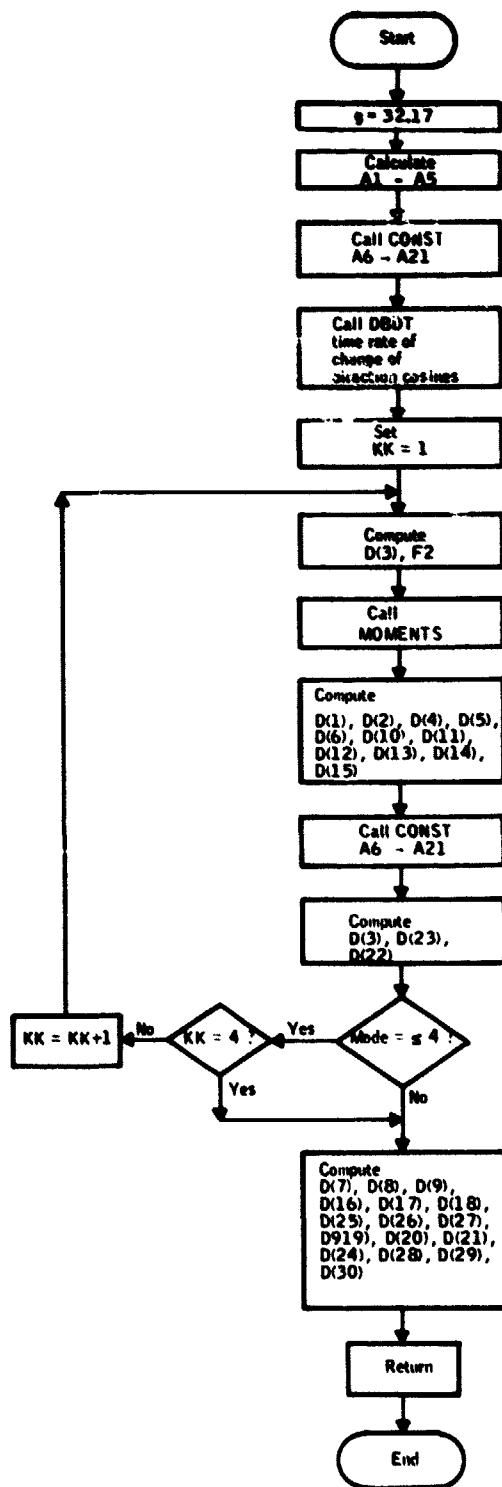 Start
g = 32.17
Calculate
A1 - A5
Call CONST
A6 - A21
Call DBDT
time rate of
change of
direction cosines
Set
KK = 1
Compute
D(3), F2
Call
MOMENTS
Compute
D(1), D(2), D(4), D(5),
D(6), D(10), D(11),
D(12), D(13), D(14),
D(15)
Call CONST
A6 - A21
Compute
D(3), D(23),
D(22)
Mode = ≤ 4 ?
Yes
No
KK = 4 ?
No
Yes
KK = KK+1
Compute
D(7), D(8), D(9),
D(16), D(17), D(18),
D(25), D(26), D(27),
D919), D(20), D(21),
D(24), D(28), D(29),
D(30)
Return
End